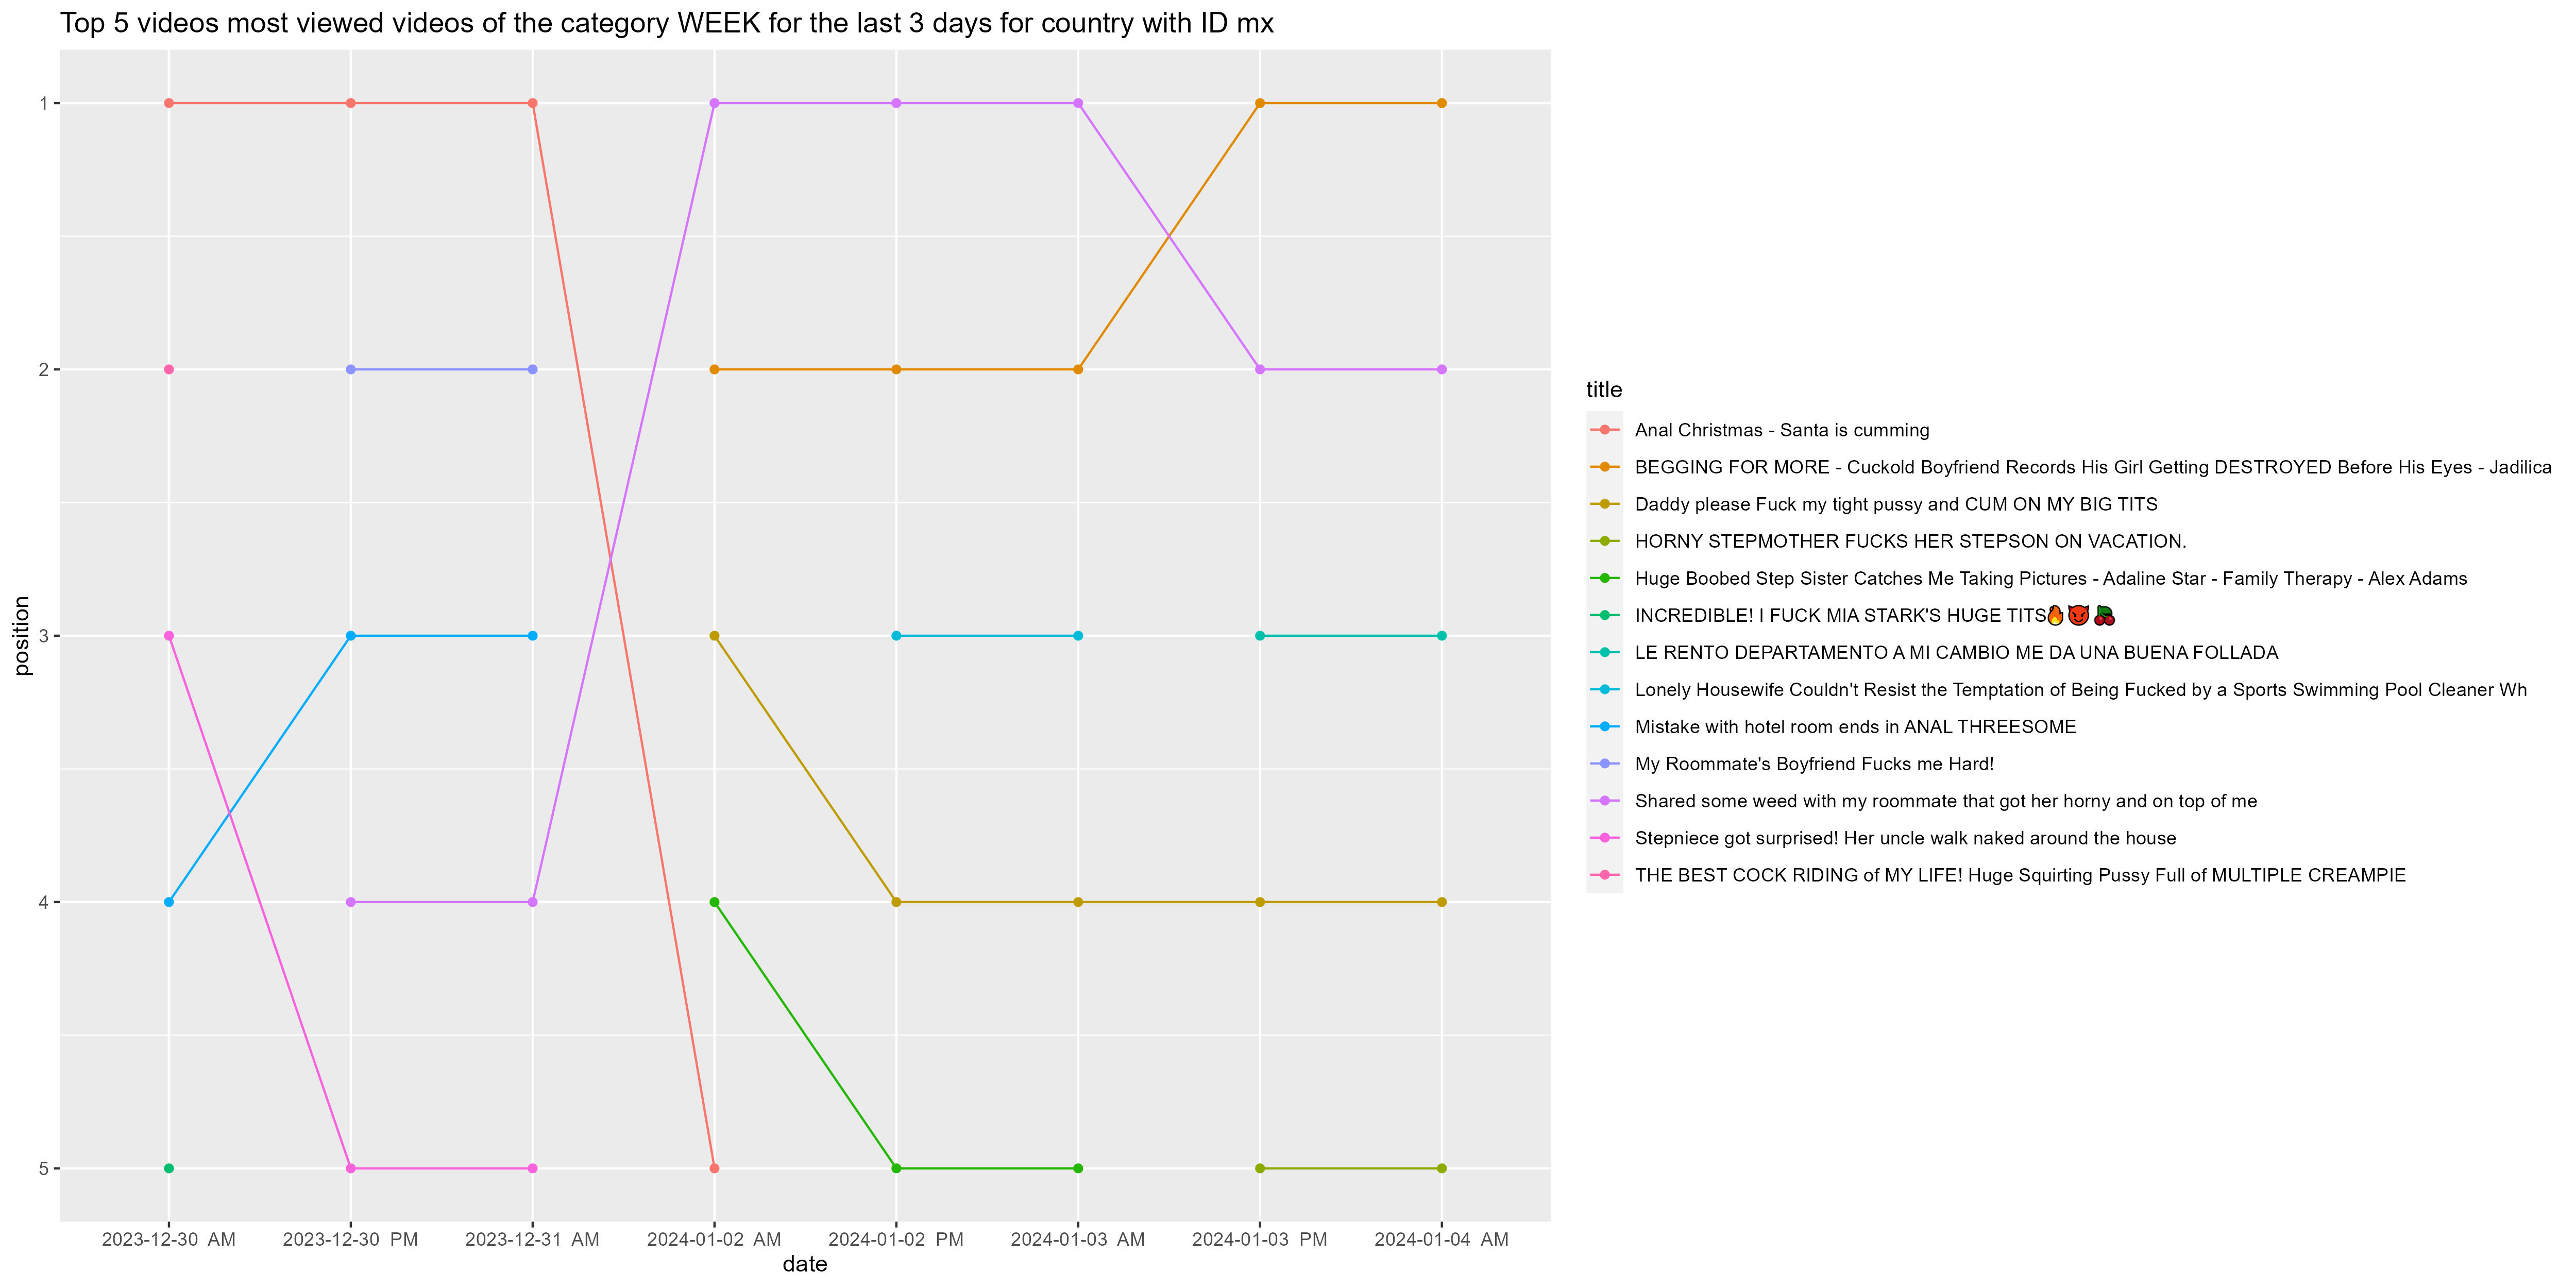 Top 5 videos most viewed videos of the category WEEK for the last 3 days for country with ID mx
position
1
2
3
4
5
2023-12-30 AM
2023-12-30 PM
2023-12-31 AM
2024-01-02 AM
2024-01-02 PM
2024-01-03 AM
2024-01-03 PM
2024-01-04 AM
date
title
Anal Christmas - Santa is cumming
BEGGING FOR MORE - Cuckold Boyfriend Records His Girl Getting DESTROYED Before His Eyes - Jadilica
Daddy please Fuck my tight pussy and CUM ON MY BIG TITS
HORNY STEPMOTHER FUCKS HER STEPSON ON VACATION.
Huge Boobed Step Sister Catches Me Taking Pictures - Adaline Star - Family Therapy - Alex Adams
INCREDIBLE! I FUCK MIA STARK'S HUGE TITS🔥😈🍒
LE RENTO DEPARTAMENTO A MI CAMBIO ME DA UNA BUENA FOLLADA
Lonely Housewife Couldn't Resist the Temptation of Being Fucked by a Sports Swimming Pool Cleaner Wh
Mistake with hotel room ends in ANAL THREESOME
My Roommate's Boyfriend Fucks me Hard!
Shared some weed with my roommate that got her horny and on top of me
Stepniece got surprised! Her uncle walk naked around the house
THE BEST COCK RIDING of MY LIFE! Huge Squirting Pussy Full of MULTIPLE CREAMPIE